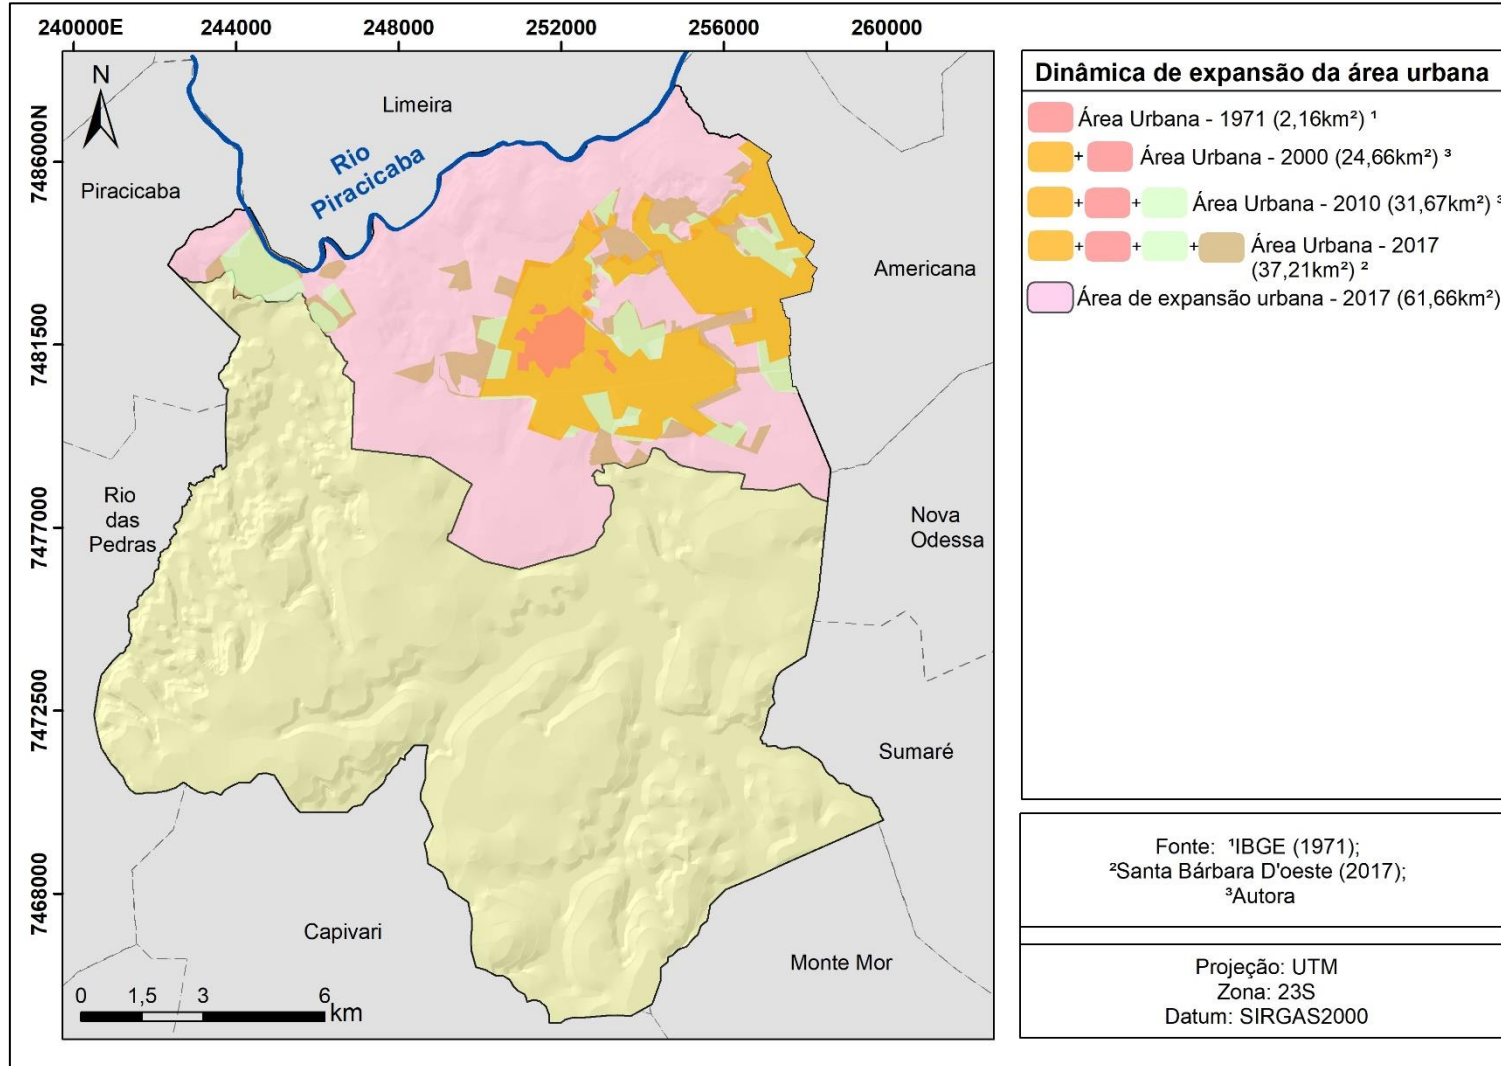 240000E 244000 248000 252000 256000 260000
N
Limeira
Rio
Piracicaba
Piracicaba
Americana
Rio
das
Pedras
Nova
Odessa
Sumaré
Capivari
Monte Mor
7486000N
7481500
7477000
7472500
7468000
0 1,5 3 6
km
Dinâmica de expansão da área urbana
Área Urbana - 1971 (2,16km²) ¹
+ Área Urbana - 2000 (24,66km²) ³
+ + Área Urbana - 2010 (31,67km²) ³
+ + + Área Urbana - 2017
(37,21km²) ²
Área de expansão urbana - 2017 (61,66km²)
Fonte: ¹IBGE (1971);
²Santa Bárbara D'oeste (2017);
³Autora
Projeção: UTM
Zona: 23S
Datum: SIRGAS2000